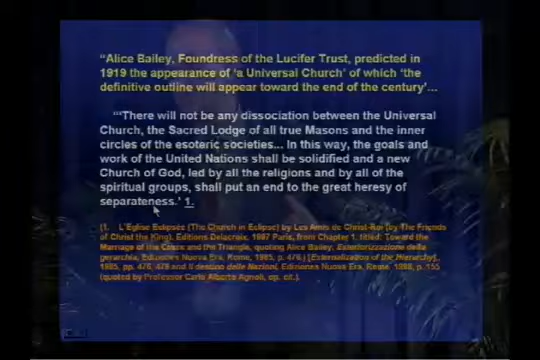 “Alice Bailey, Foundress of the Lucifer Trust, predicted in
1919 the appearance of ‘a Universal Church’ of which ‘the
definitive outline will appear toward the end of the century’...
“‘There will not be any dissociation between the Universal
Church, the Sacred Lodge of all true Masons and the inner
circles of the esoteric societies... In this way, the goals and
work of the United Nations shall be solidified and a new
Church of God, led by all the religions and by all of the
spiritual groups, shall put an end to the great heresy of
separateness.’ 1.
(1. L'Eglise Eclipsée (The Church in Eclipse) by Les Amis de Christ-Roi [by The Friends
of Christ the King), Editions Delacroix, 1997 Paris, from Chapter 1, titled: Toward the
Marriage of the Cross and the Triangle, quoting Alice Bailey,
gerarchia, Edizioni Nuova Era, Rome, 1985, p. 476.) [Externalization of the Hierarchy],
1985, pp. 476, 478 and Il destino delle Nazioni, Edizioni Nuova Era, Rome, 1988, p. 155
(quoted by Professor Carlo Alberto Agnoli, op. cit.).